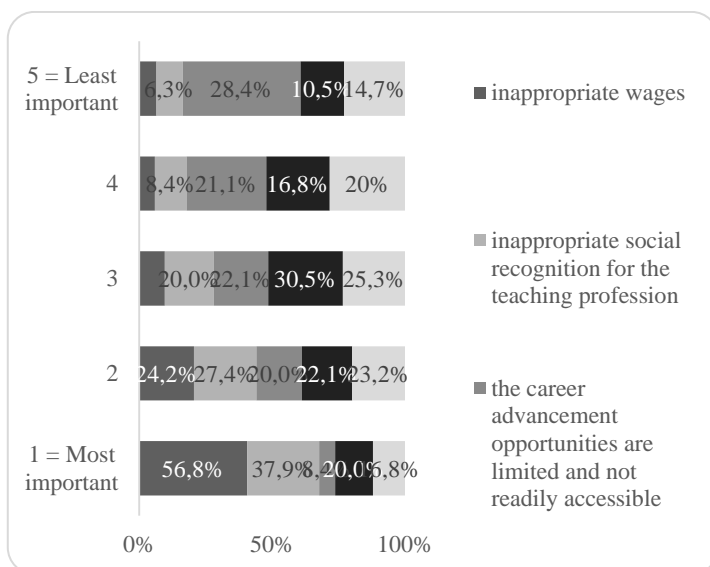 5 = Least important
6,3% 28,4% 10,5% 14,7%
4
8,4% 21,1% 16,8% 20%
3
20,0% 22,1% 30,5% 25,3%
2
24,2% 27,4% 20,0% 22,1% 23,2%
1 = Most important
56,8% 37,9% 8,4% 20,0%
0% 50% 100%
inappropriate wages
inappropriate social
recognition for the
teaching profession
the career
advancement
opportunities are
limited and not
readily accessible